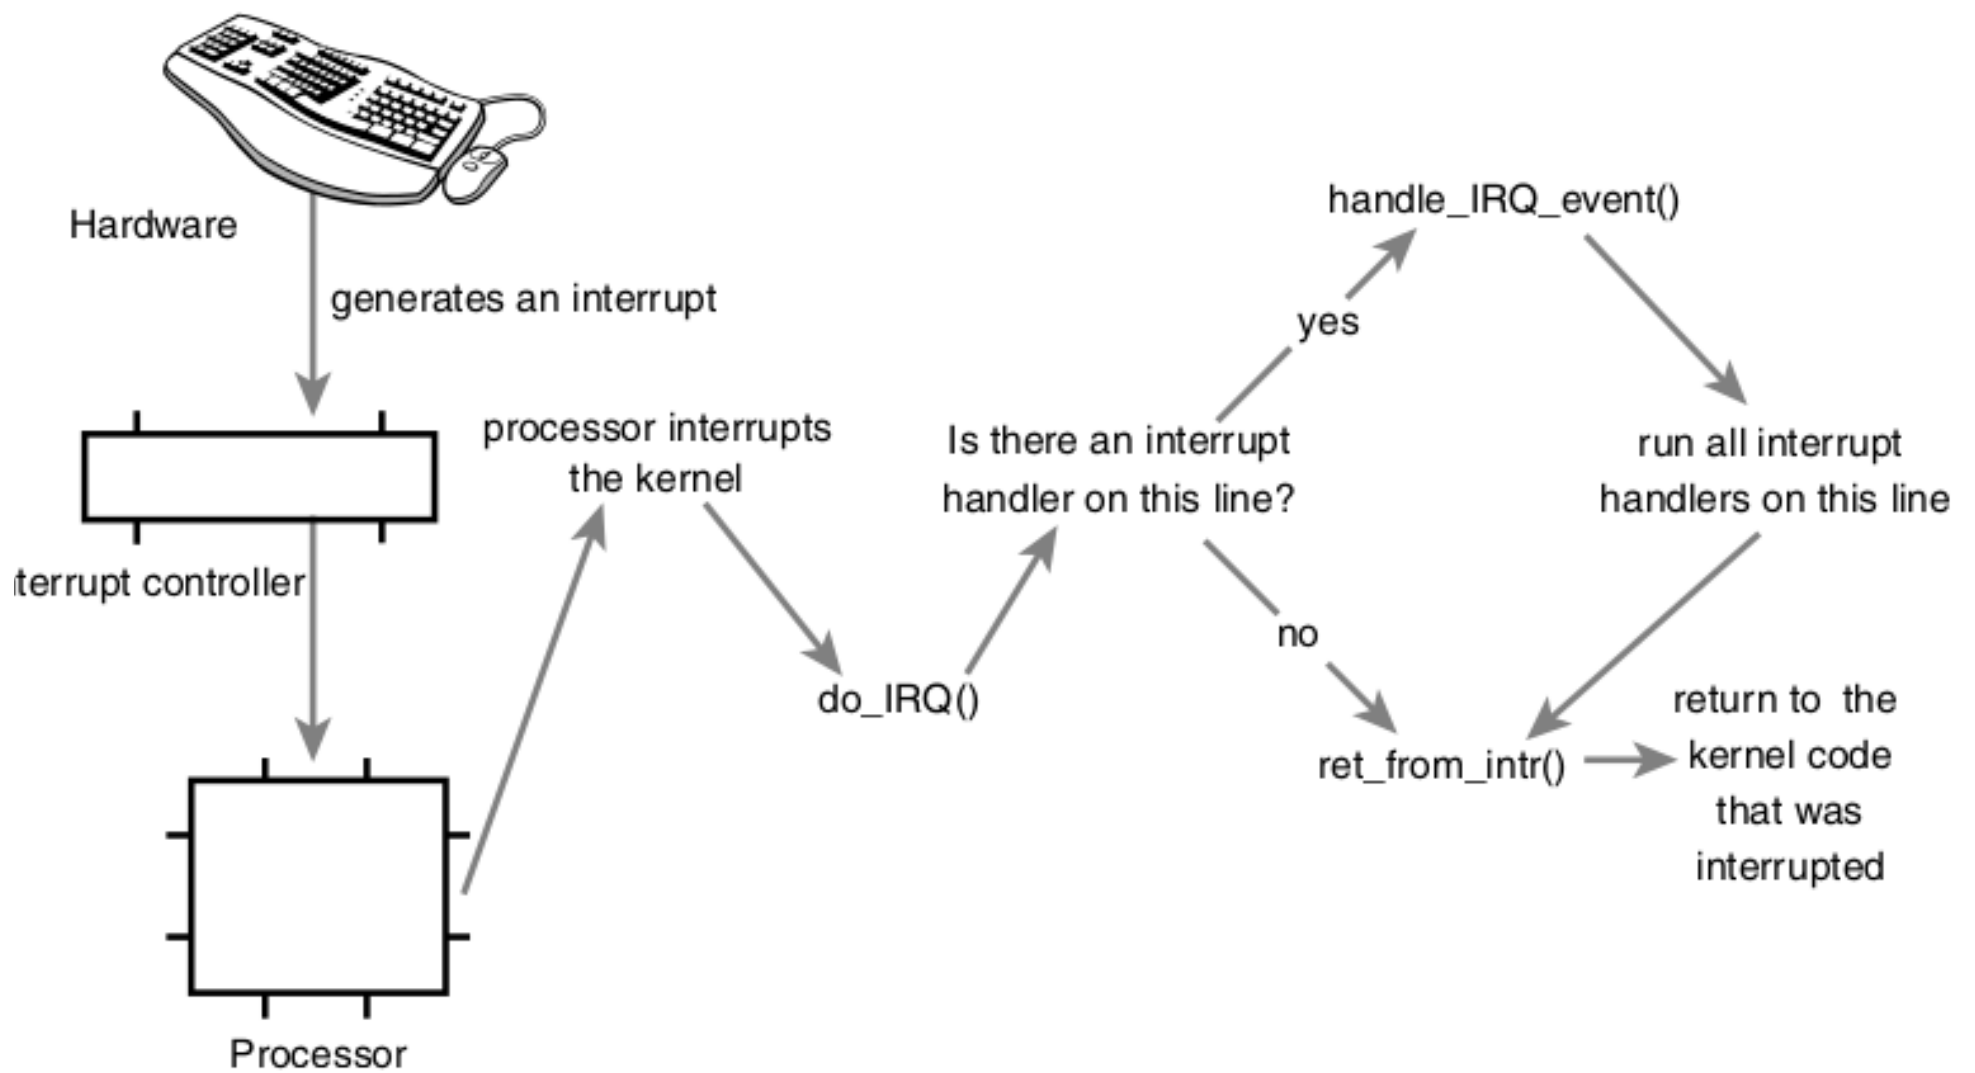 Hardware
generates an interrupt
terrupt controller
Processor
processor interrupts
the kernel
do_IRQ()
Is there an interrupt
handler on this line?
yes
no
handle_IRQ_event()
run all interrupt
handlers on this line
ret_from_intr()
return to the
kernel code
that was
interrupted